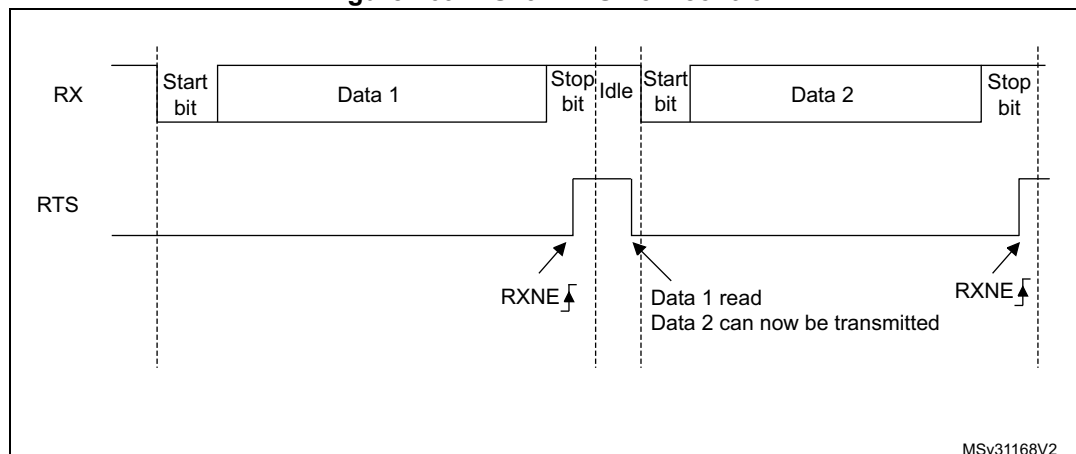 RX
Start bit
Data 1
Stop bit
Idle
Start bit
Data 2
Stop bit
RTS
RXNE
Data 1 read
Data 2 can now be transmitted
RXNE
MSv31168V2